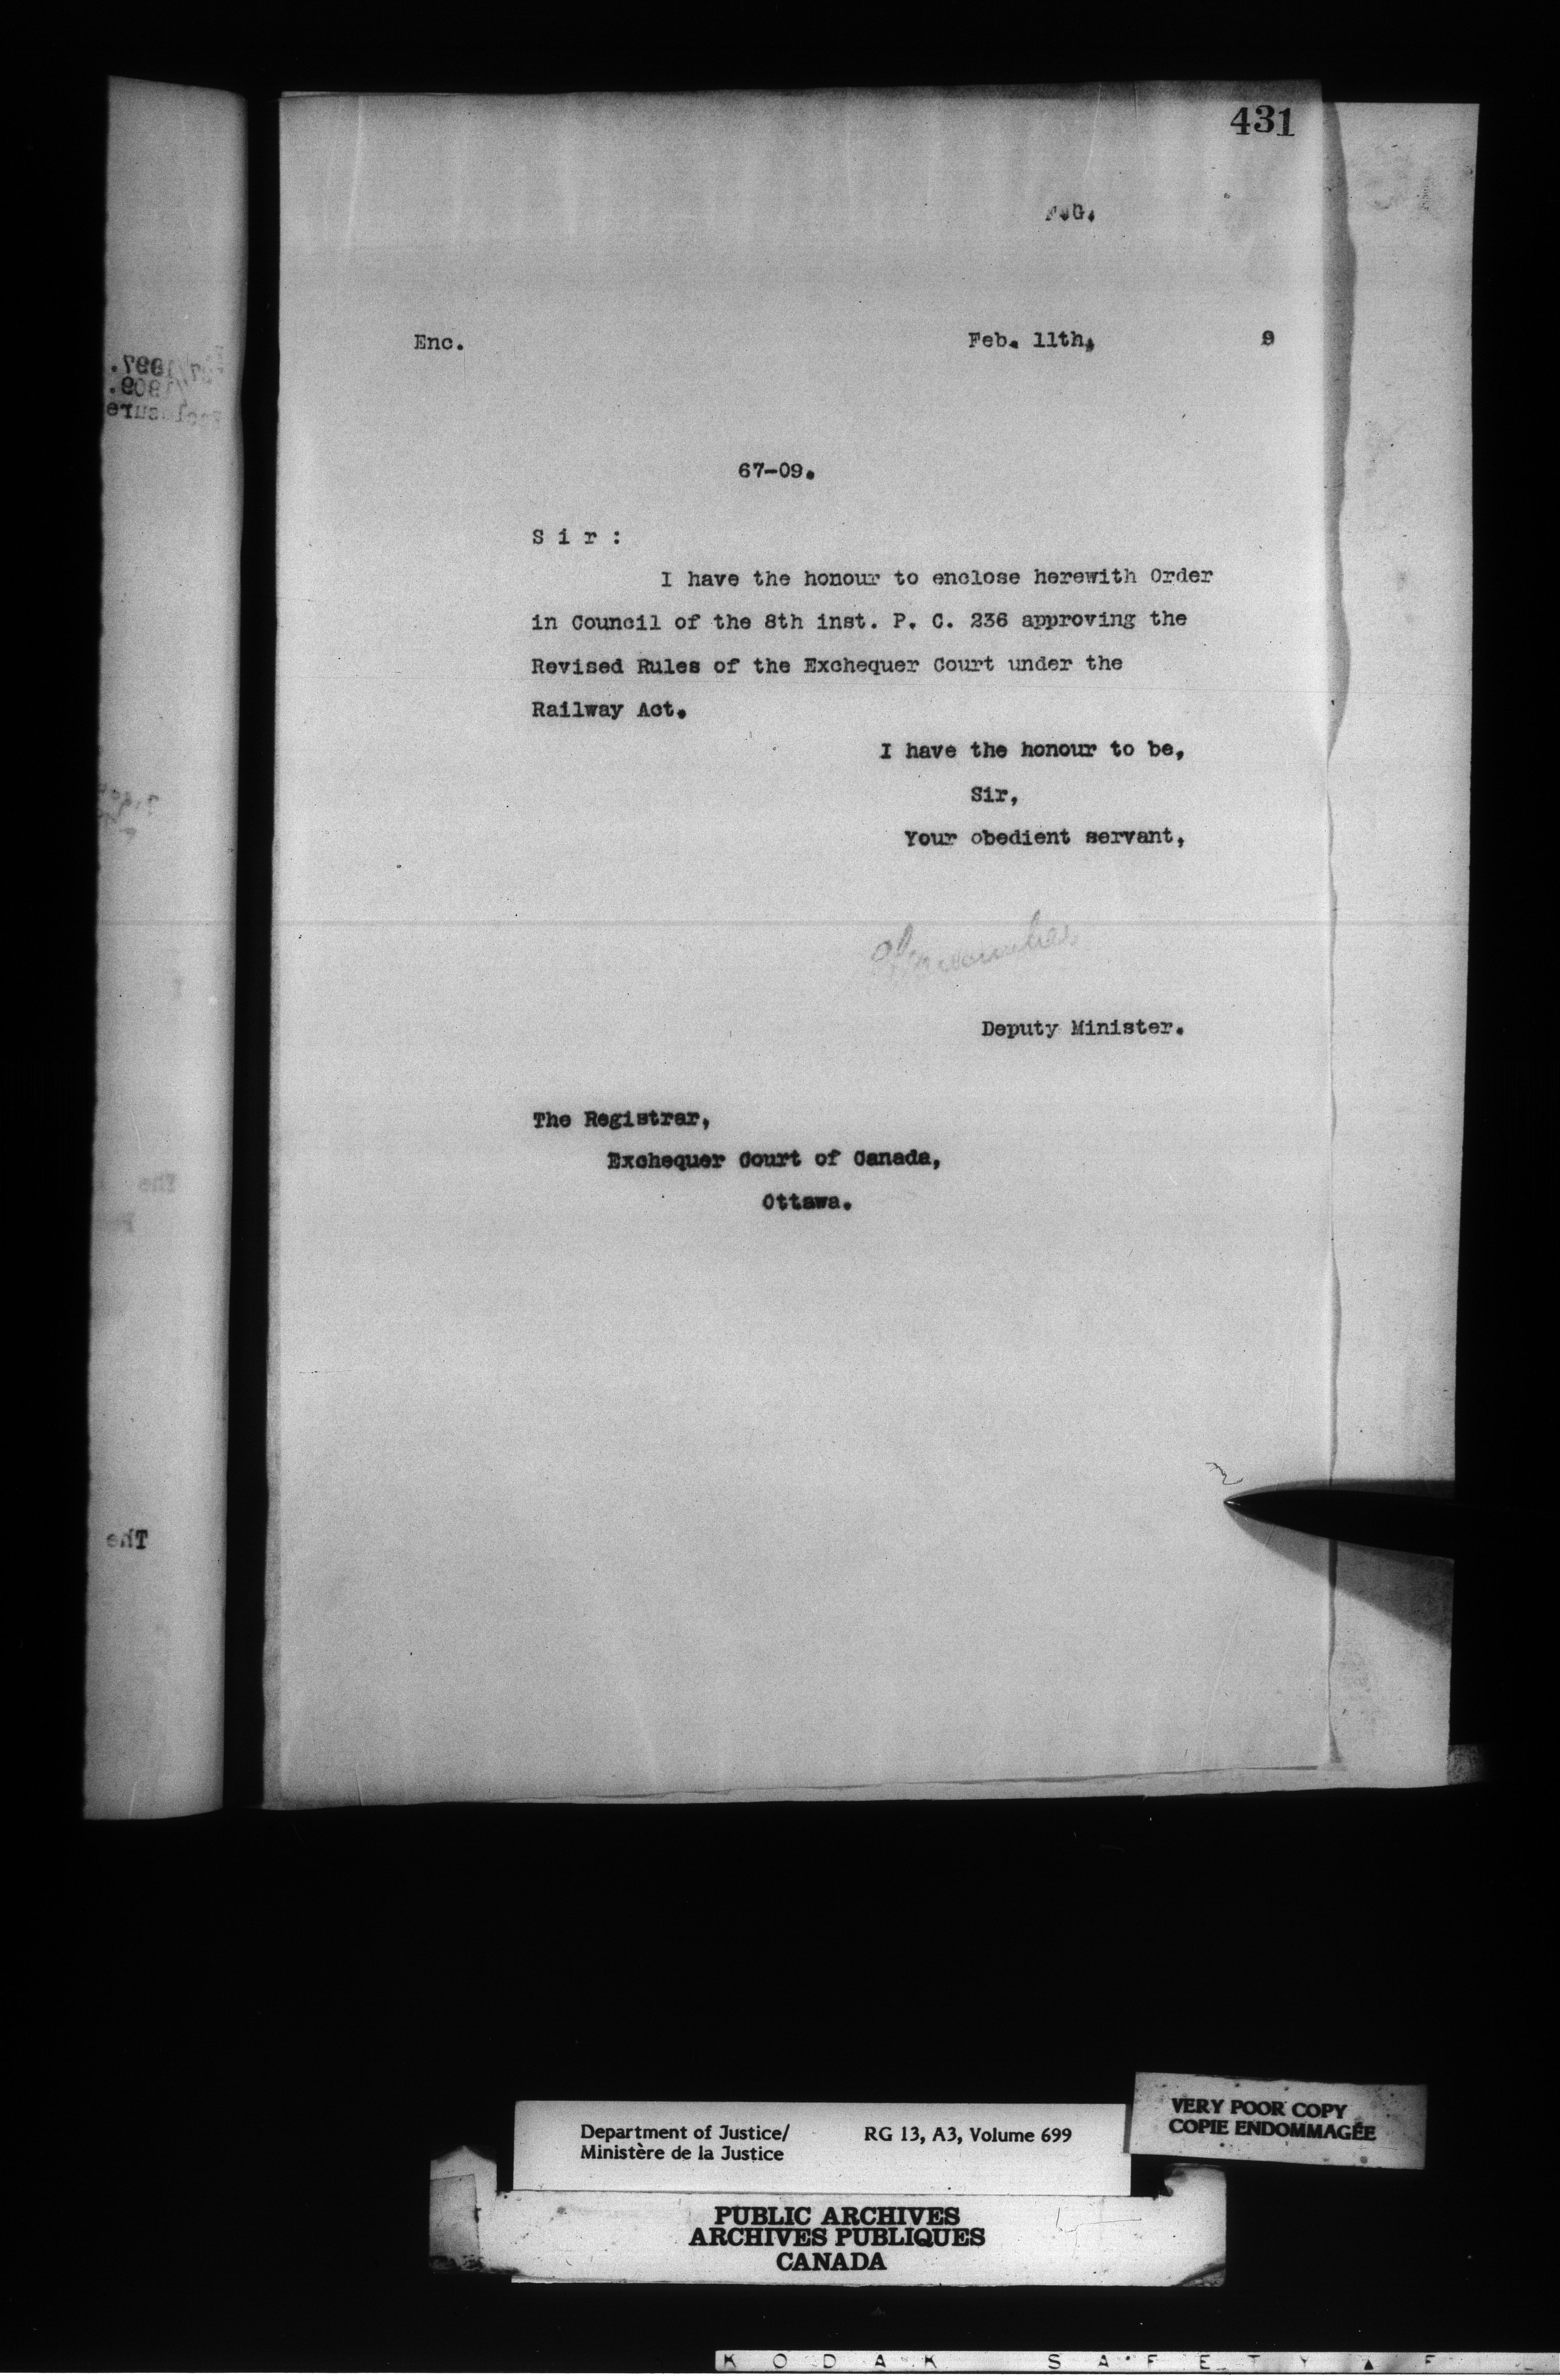 431
F.G.
Enc. Feb. 11th, 9
67-09.
S i r :
I have the honour to enclose herewith Order
in Council of the 8th inst. P. C. 236 approving the
Revised Rules of the Exchequer Court under the
Railway Act.
I have the honour to be,
Sir,
Your obedient servant,
Deputy Minister.
The Registrar,
Exchequer Court of Canada,
Ottawa.
The
Department of Justice/
Ministère de la Justice
RG 13, A3, Volume 699
VERY POOR COPY
COPIE ENDOMMAGÉE
PUBLIC ARCHIVES
ARCHIVES PUBLIQUES
CANADA
KODAK SAFETY F